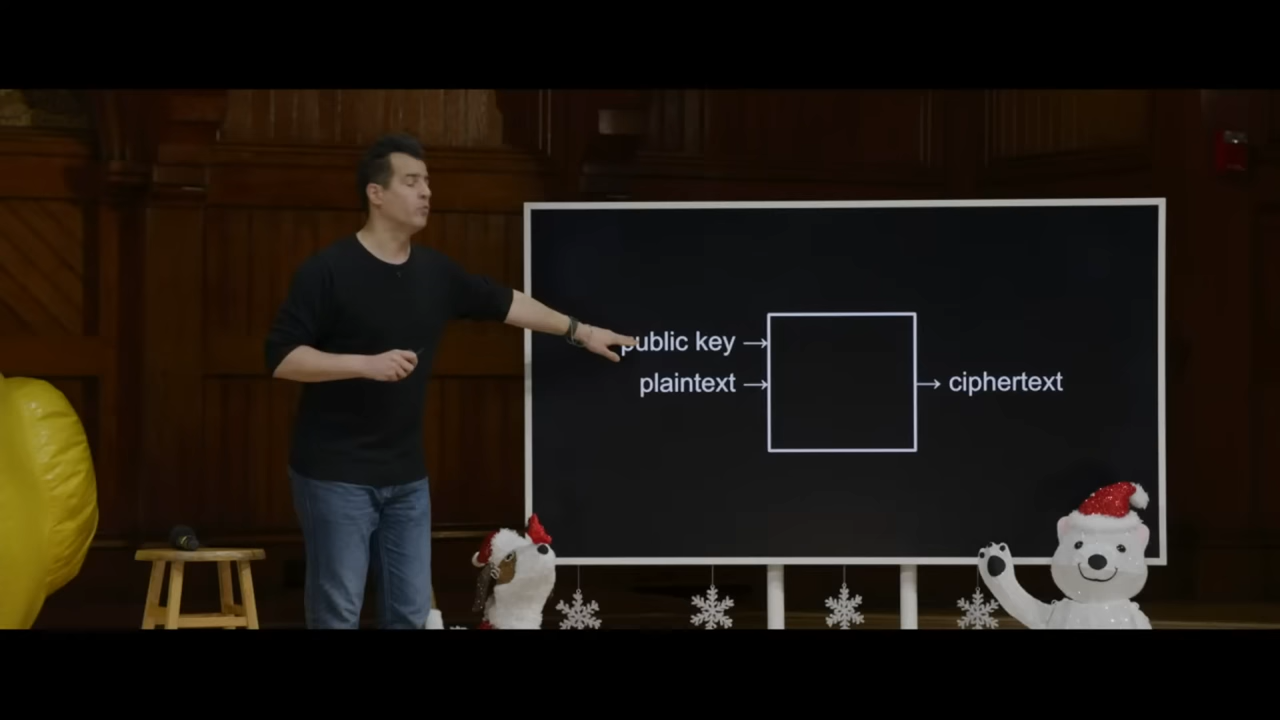 public key →
plaintext →
→ ciphertext